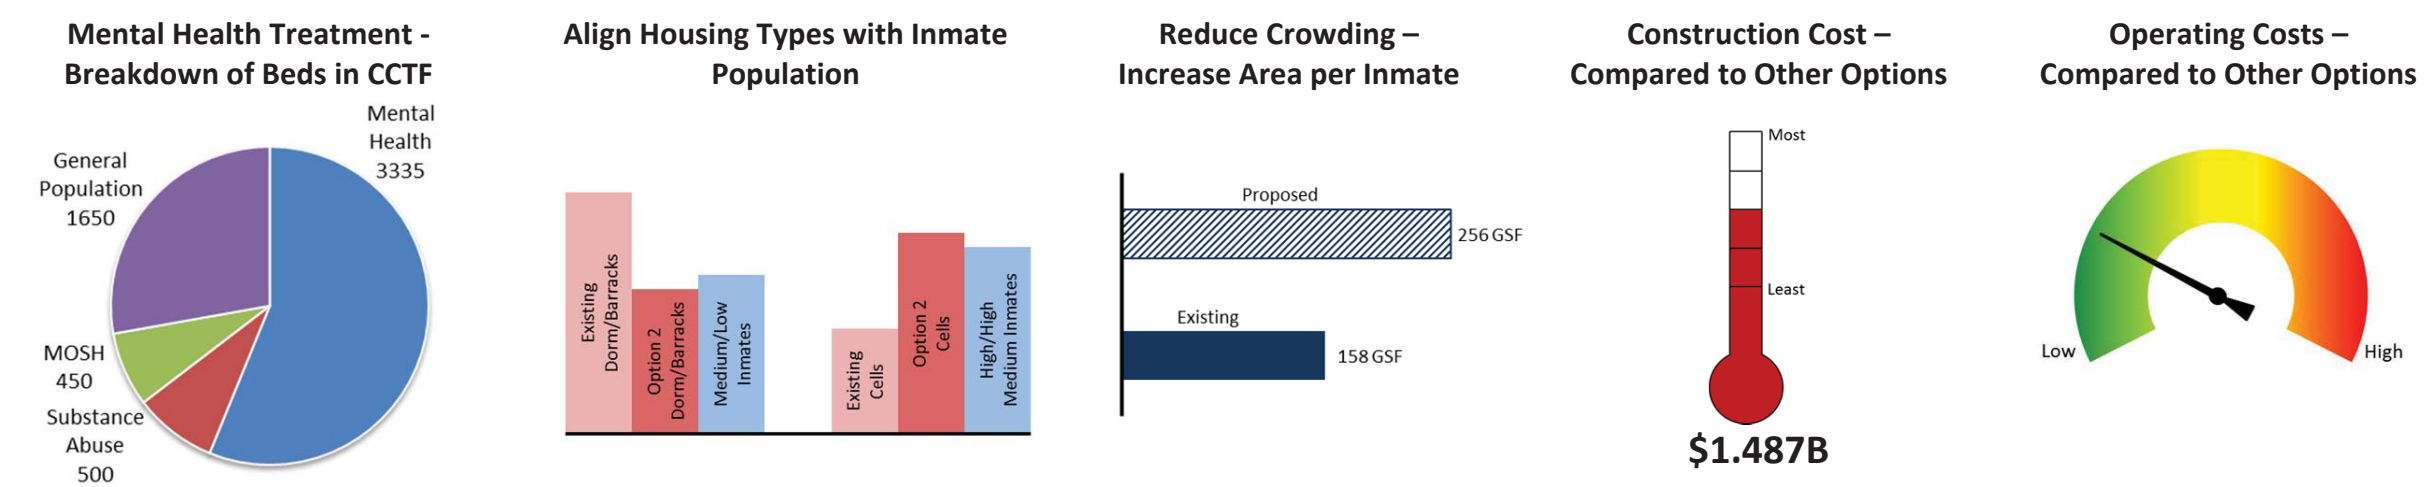 Mental Health Treatment -
Breakdown of Beds in CCTF
Mental
Health
3335
General
Population
1650
MOSH
450
Substance
Abuse
500
Align Housing Types with Inmate
Population
Existing
Dorm/Barracks
Option 2
Dorm/Barracks
Medium/Low
Inmates
Existing
Cells
Option 2
Cells
High/High
Medium Inmates
Reduce Crowding –
Increase Area per Inmate
Proposed
256 GSF
Existing
158 GSF
Construction Cost –
Compared to Other Options
Most
Least
$1.487B
Operating Costs –
Compared to Other Options
Low
High